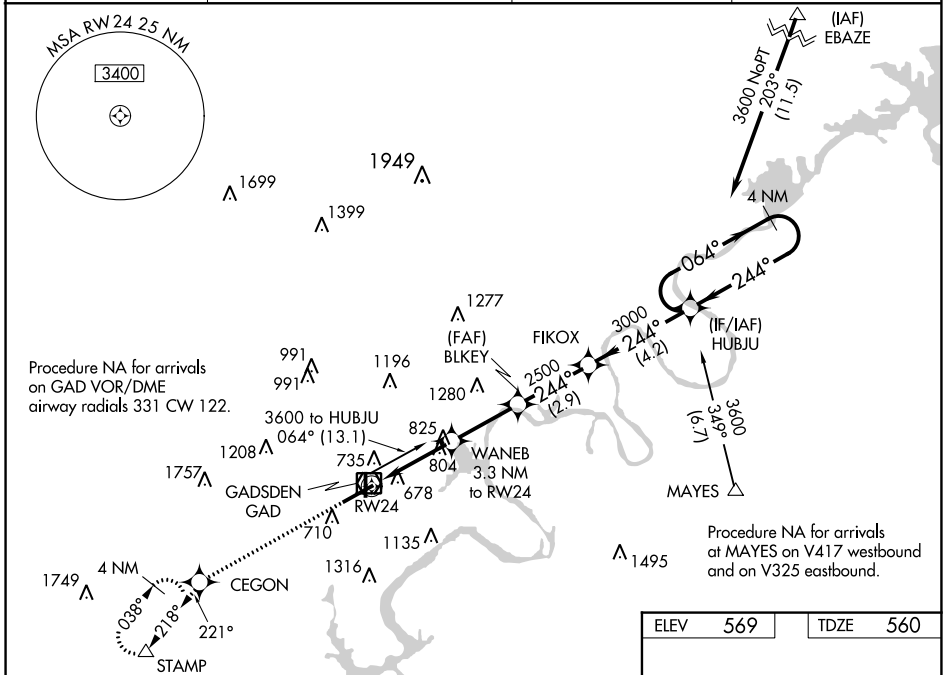 MSA RW24 25 NM
3400
(IAF)
EBAZE
3600 NoPT
203°
(11.5)
1949
1699
1399
4 NM
064°
244°
1277
(FAF)
BLKEY
FIKOX
3000
244°
(4.2)
(IF/IAF)
HUBJU
2500
244°
(2.9)
Procedure NA for arrivals
on GAD VOR/DME
airway radials 331 CW 122.
991
991
1196
1280
3600 to HUBJU
064° (13.1)
825
804
WANEB
3.3 NM
to RW24
3600
349°
(6.7)
MAYES
1208
735
1757
GADSDEN
GAD
678
RW24
710
1135
1316
1495
Procedure NA for arrivals
at MAYES on V417 westbound
and on V325 eastbound.
1749
4 NM
CEGON
038°
218°
221°
STAMP
ELEV 569
TDZE 560